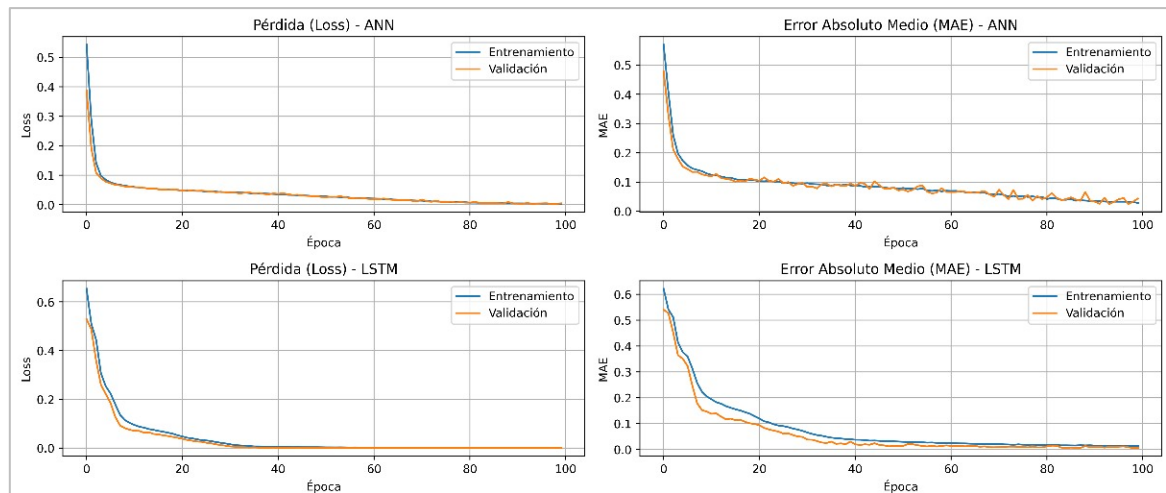 Pérdida (Loss) - ANN
Loss
0.5
0.4
0.3
0.2
0.1
0.0
Entrenamiento
Validación
0 20 40 60 80 100
Época
Error Absoluto Medio (MAE) - ANN
MAE
0.5
0.4
0.3
0.2
0.1
0.0
Entrenamiento
Validación
0 20 40 60 80 100
Época
Pérdida (Loss) - LSTM
Loss
0.6
0.4
0.2
0.0
Entrenamiento
Validación
0 20 40 60 80 100
Época
Error Absoluto Medio (MAE) - LSTM
MAE
0.6
0.5
0.4
0.3
0.2
0.1
0.0
Entrenamiento
Validación
0 20 40 60 80 100
Época